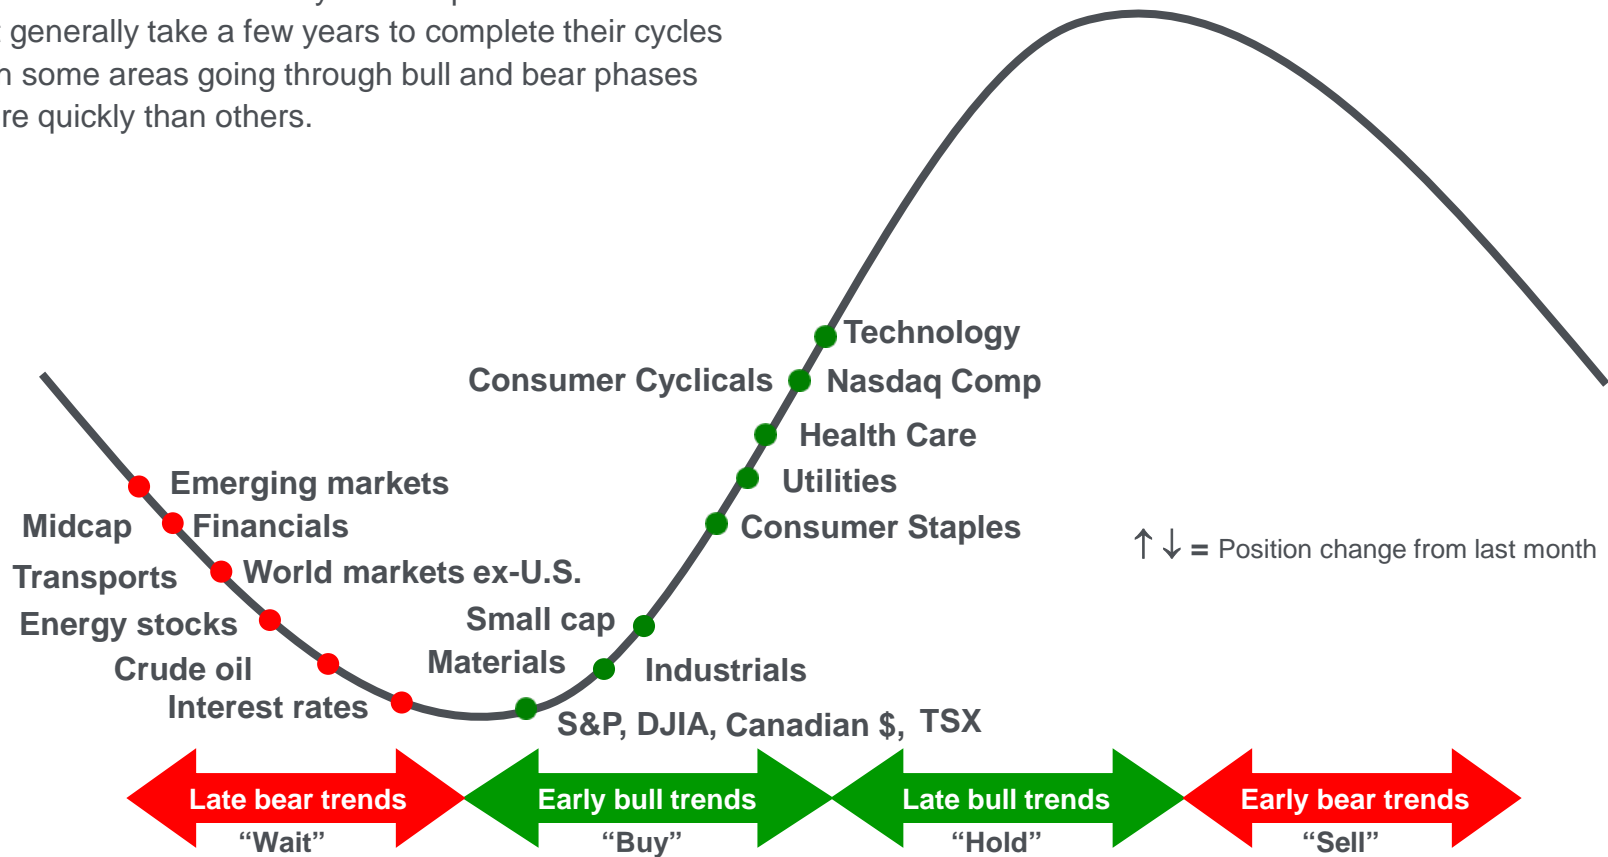 generally take a few years to complete their cycles
some areas going through bull and bear phases
quickly than others.
Technology
Consumer Cyclicals Nasdaq Comp
Health Care
Emerging markets Utilities
Midcap Financials Consumer Staples
↑↓ = Position change from last month
Transports World markets ex-U.S.
Energy stocks Small cap
Crude oil Materials Industrials
Interest rates S&P, DJIA, Canadian $, TSX
Late bear trends Early bull trends Late bull trends Early bear trends
“Wait” “Buy” “Hold” “Sell”